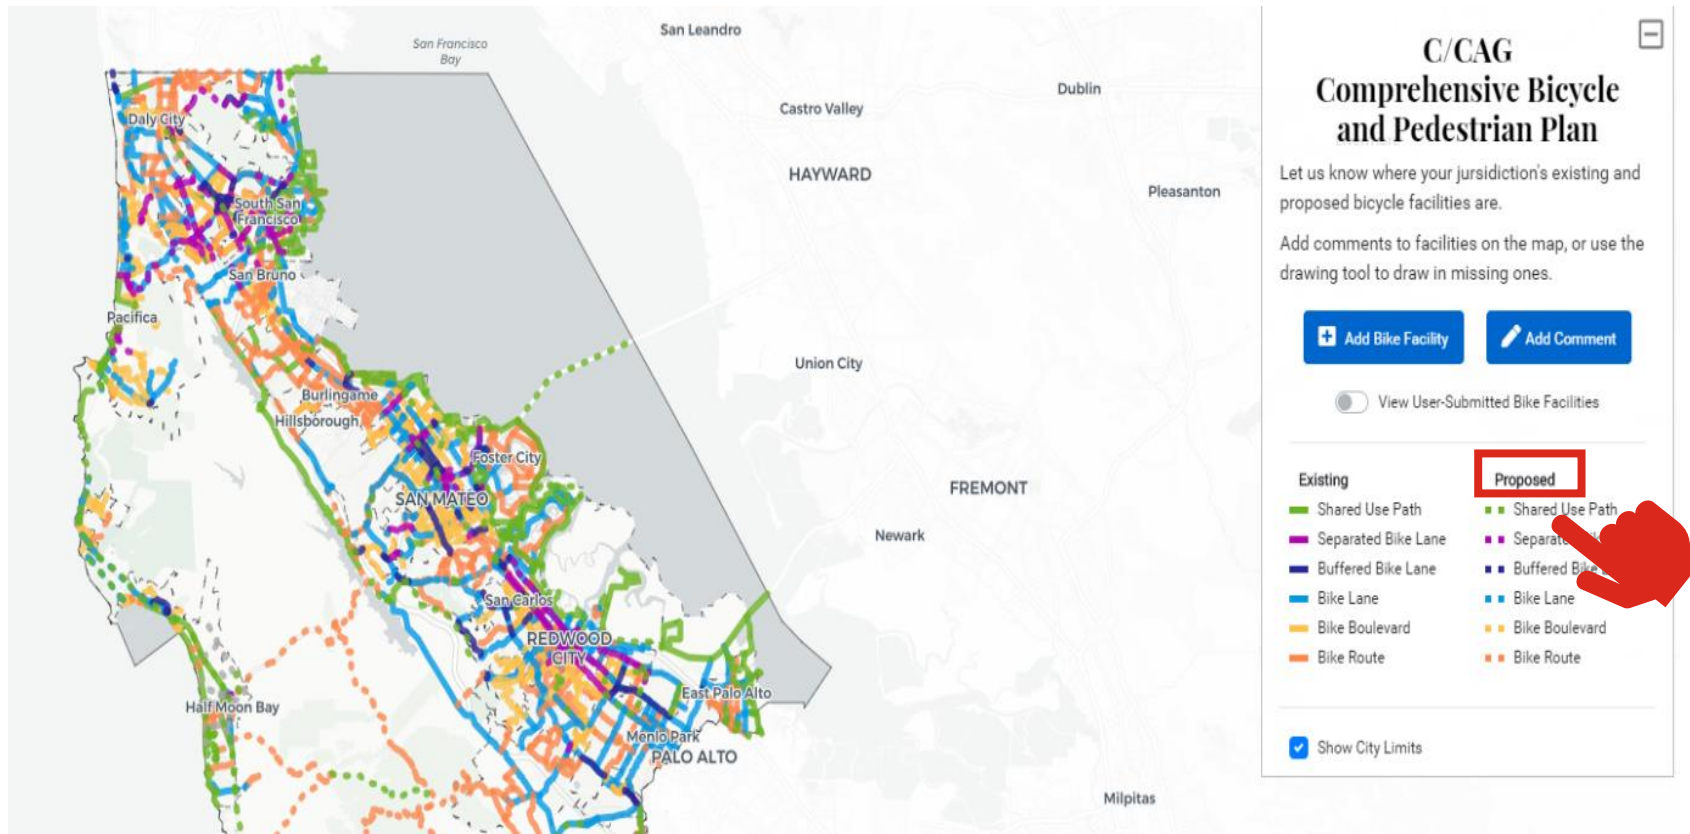 San Francisco
Bay
San Leandro
Dublin
Castro Valley
Daly City
HAYWARD
Pleasanton
South San
Francisco
San Bruno
Pacifica
Union City
Burlingame
Hillsborough
Foster City
SAN MATEO
FREMONT
Newark
San Carlos
REDWOOD
CITY
East Palo Alto
Half Moon Bay
Menlo Park
PALO ALTO
Milpitas
C/CAG
Comprehensive Bicycle
and Pedestrian Plan
Let us know where your jursidiction's existing and
proposed bicycle facilities are.
Add comments to facilities on the map, or use the
drawing tool to draw in missing ones.
Add Bike Facility
Add Comment
View User-Submitted Bike Facilities
Existing
Shared Use Path
Separated Bike Lane
Buffered Bike Lane
Bike Lane
Bike Boulevard
Bike Route
Proposed
Shared Use Path
Buffered Bike
Bike Lane
Bike Boulevard
Bike Route
Show City Limits